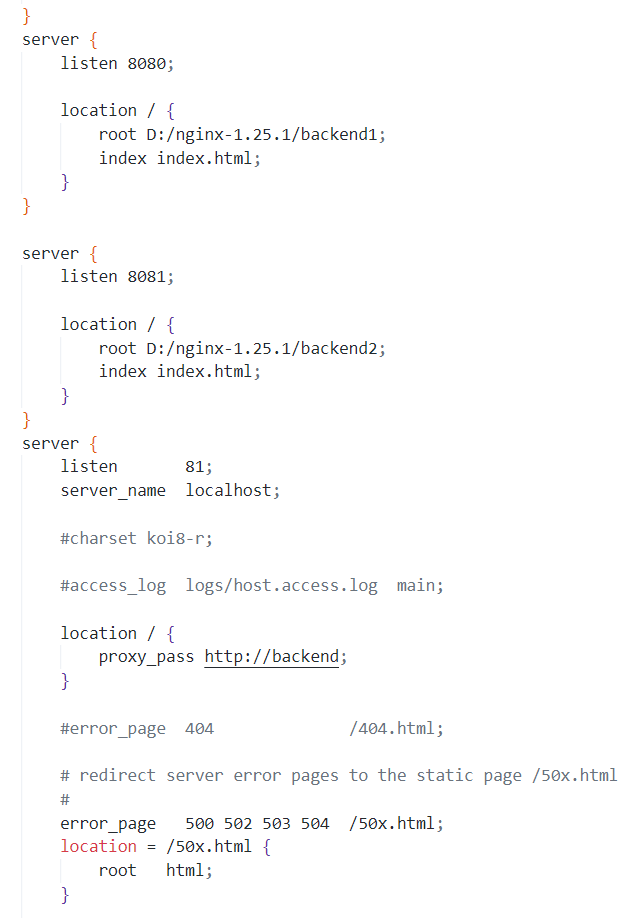 }
server {
    listen 8080;

    location / {
        root D:/nginx-1.25.1/backend1;
        index index.html;
    }
}

server {
    listen 8081;

    location / {
        root D:/nginx-1.25.1/backend2;
        index index.html;
    }
}
server {
    listen       81;
    server_name  localhost;

    #charset koi8-r;

    #access_log  logs/host.access.log  main;

    location / {
        proxy_pass http://backend;
    }

    #error_page  404              /404.html;

    # redirect server error pages to the static page /50x.html
    #
    error_page   500 502 503 504  /50x.html;
    location = /50x.html {
        root   html;
    }